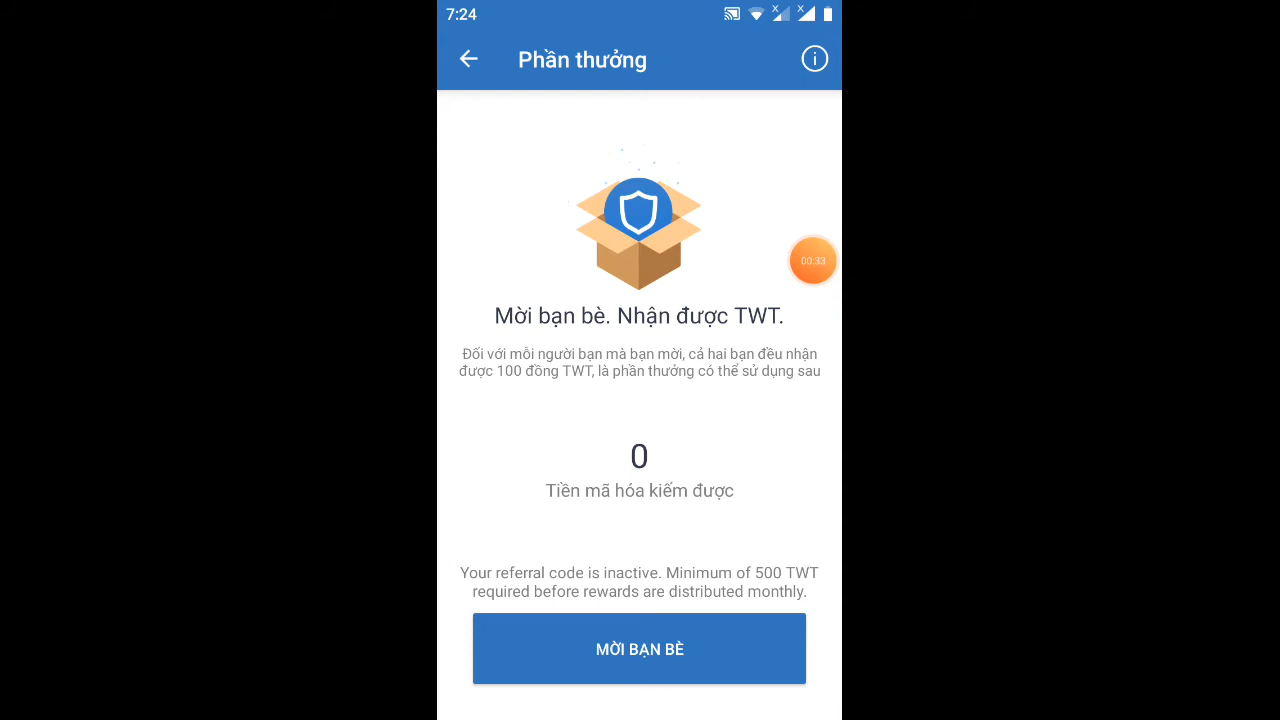 7:24
Phần thưởng
00:33
Mời bạn bè. Nhận được TWT.
Đối với mỗi người bạn mà bạn mời, cả hai bạn đều nhận
được 100 đồng TWT, là phần thưởng có thể sử dụng sau
0
Tiền mã hóa kiếm được
Your referral code is inactive. Minimum of 500 TWT
required before rewards are distributed monthly.
MỜI BẠN BÈ